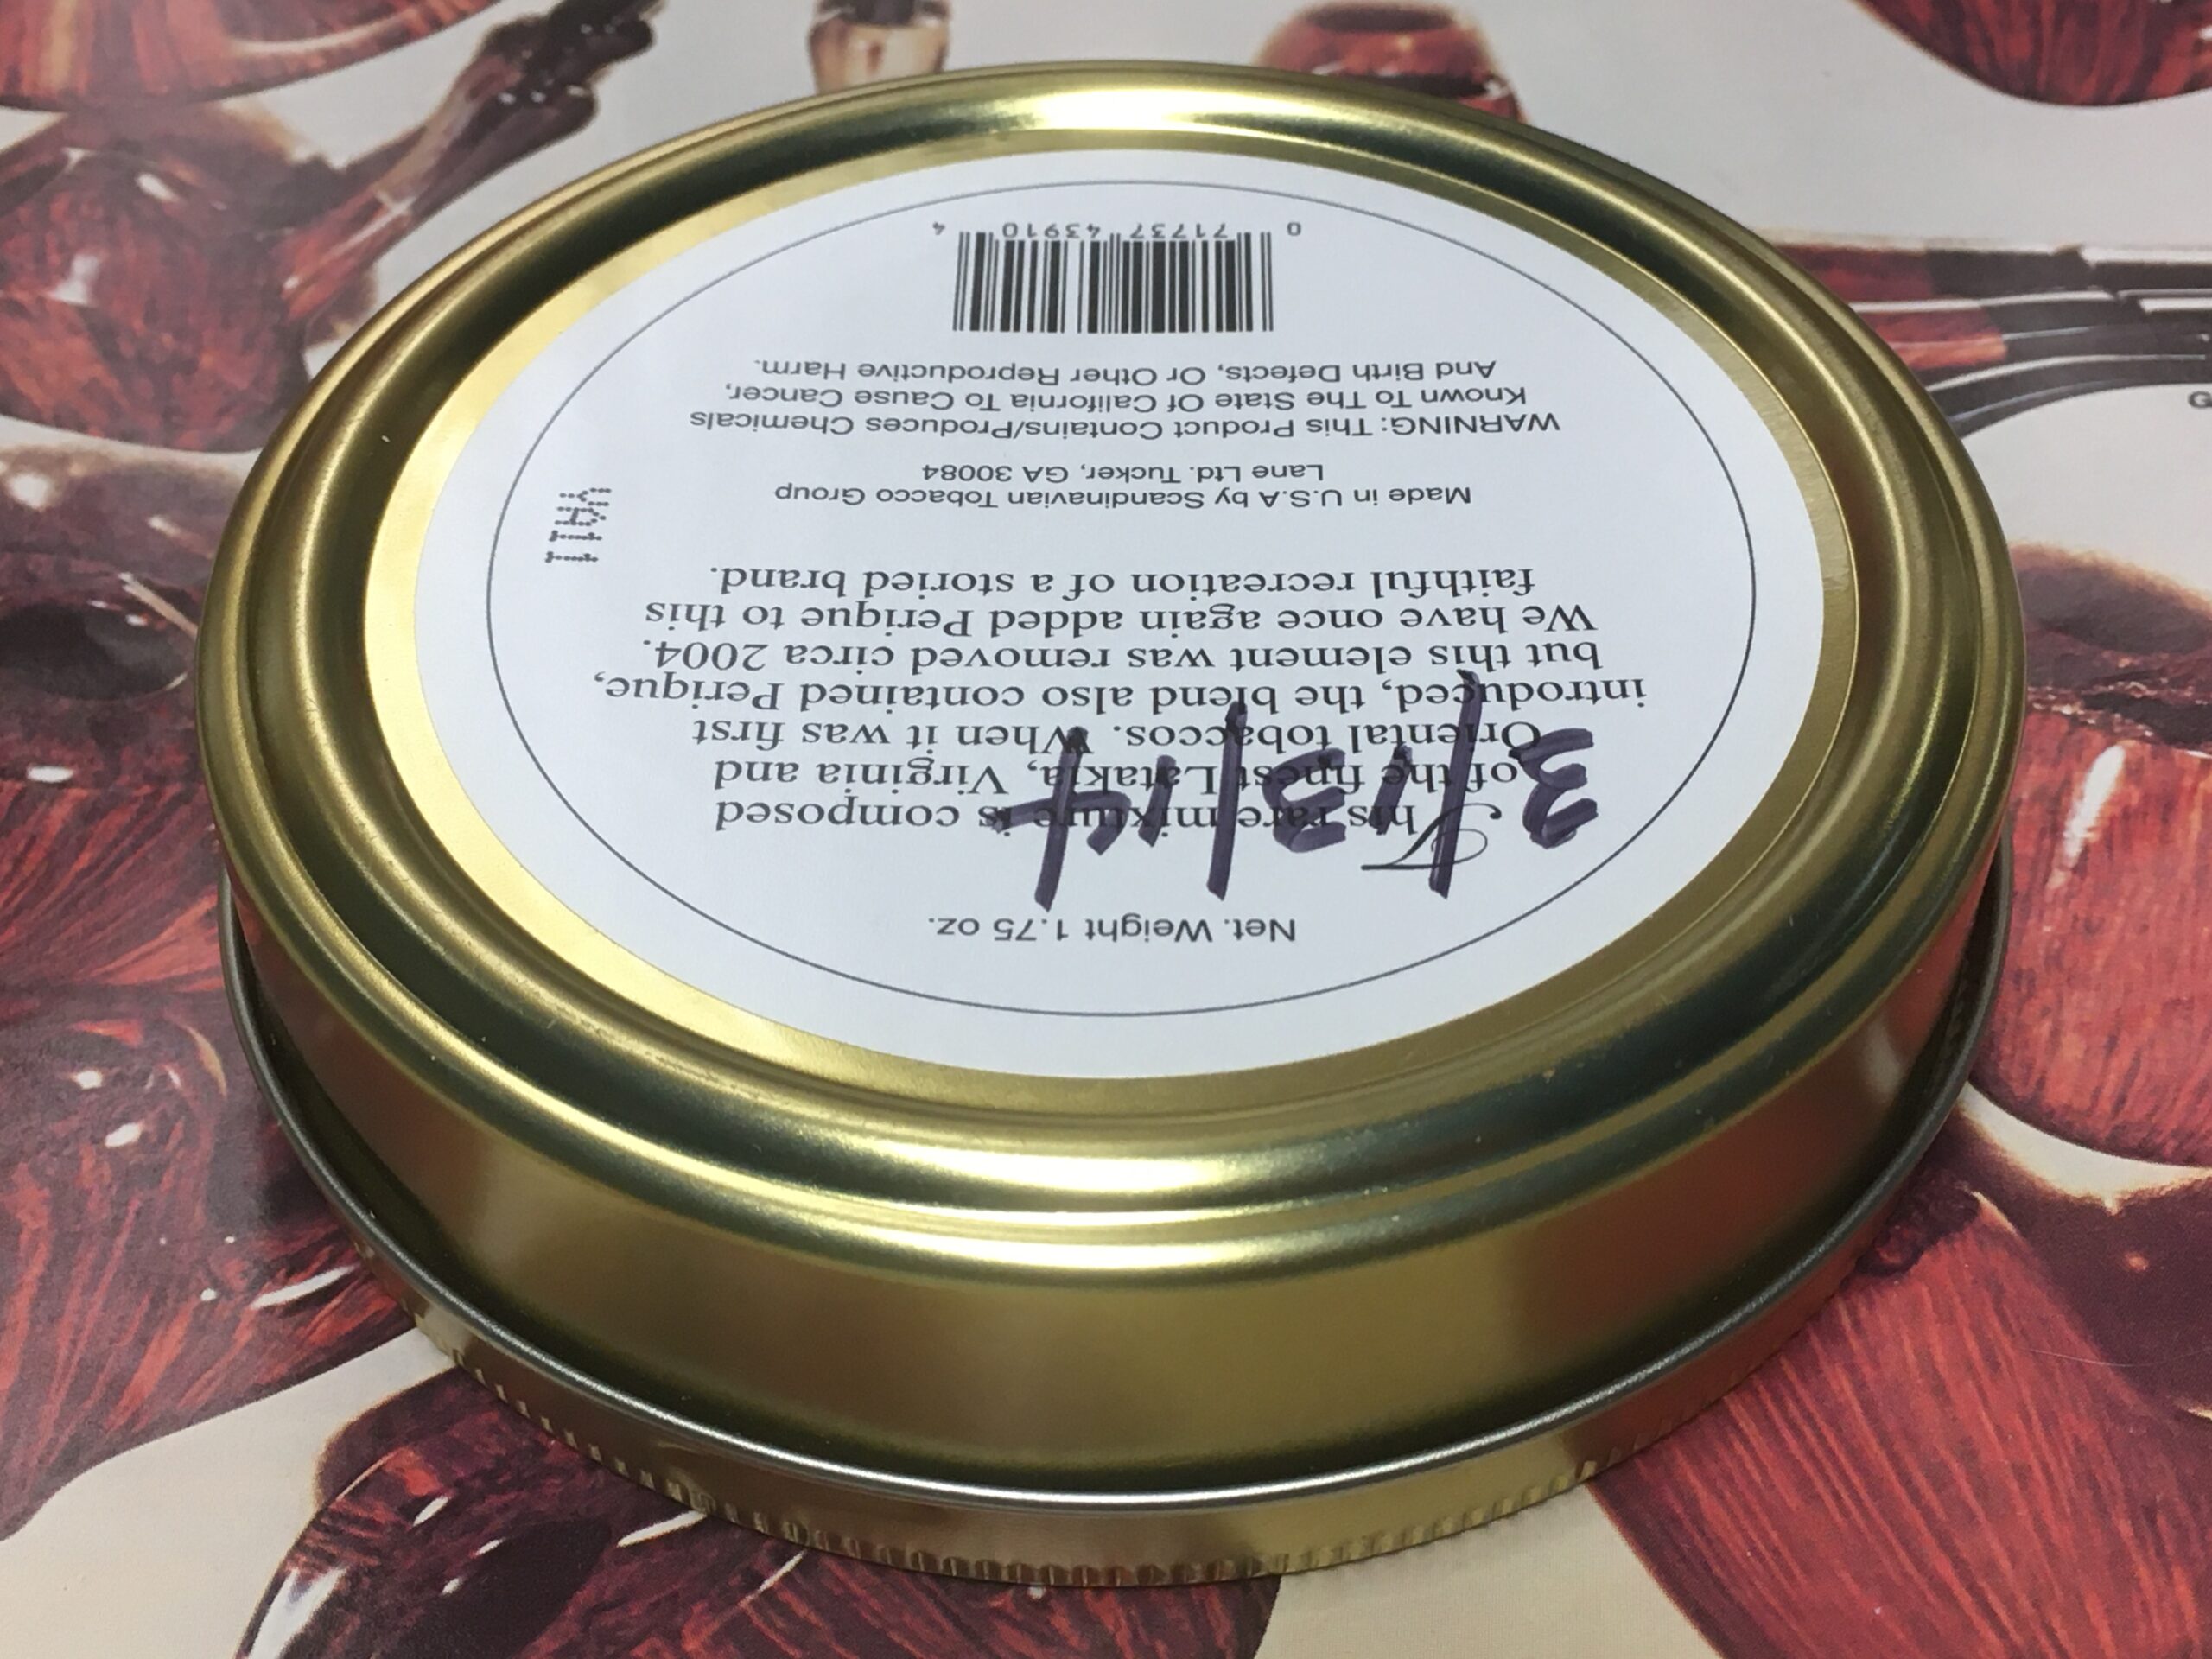 Net. Weight 1.75 oz.
This rare mixture is composed
of the finest Latakia, Virginia and
Oriental tobaccos. When it was first
introduced, the blend also contained Perique,
but this element was removed circa 2004.
We have once again added Perique to this
faithful recreation of a storied brand.
3/13/14
Made in U.S.A by Scandinavian Tobacco Group
Lane Ltd. Tucker, GA 30084
WARNING: This Product Contains/Produces Chemicals
Known To The State Of California To Cause Cancer,
And Birth Defects, Or Other Reproductive Harm.
0 71737 43910 4